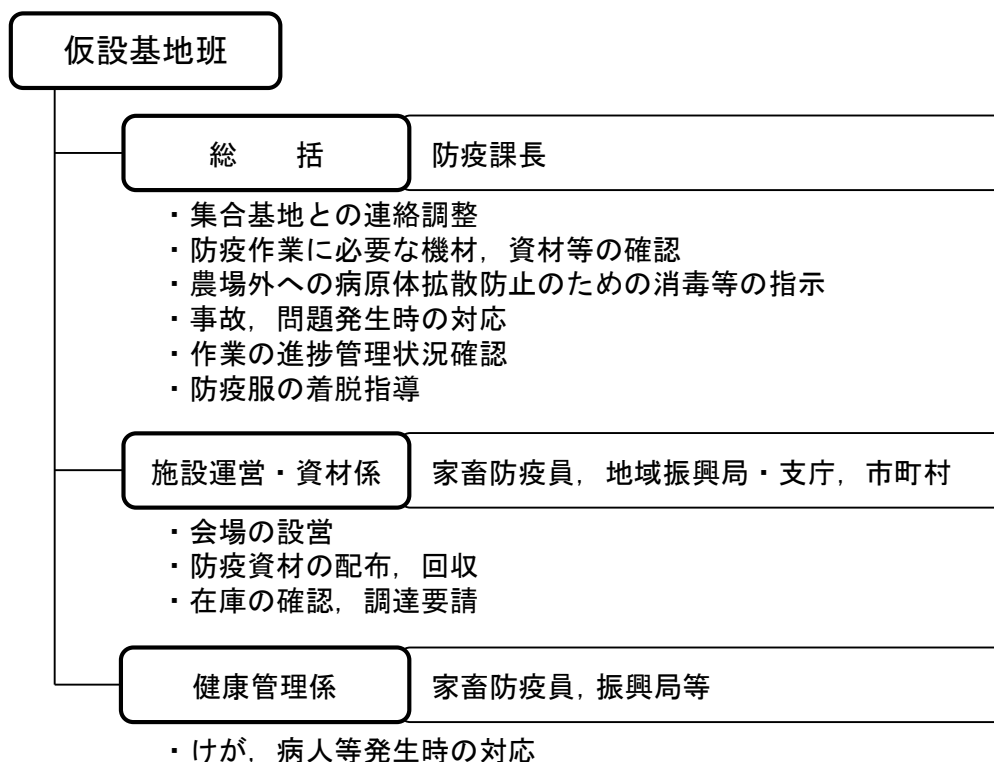 仮設基地班
総　　括　防疫課長
・集合基地との連絡調整
・防疫作業に必要な機材，資材等の確認
・農場外への病原体拡散防止のための消毒等の指示
・事故，問題発生時の対応
・作業の進捗管理状況確認
・防疫服の着脱指導
施設運営・資材係　家畜防疫員，地域振興局・支庁，市町村
・会場の設営
・防疫資材の配布，回収
・在庫の確認，調達要請
健康管理係　家畜防疫員，振興局等
・けが，病人等発生時の対応